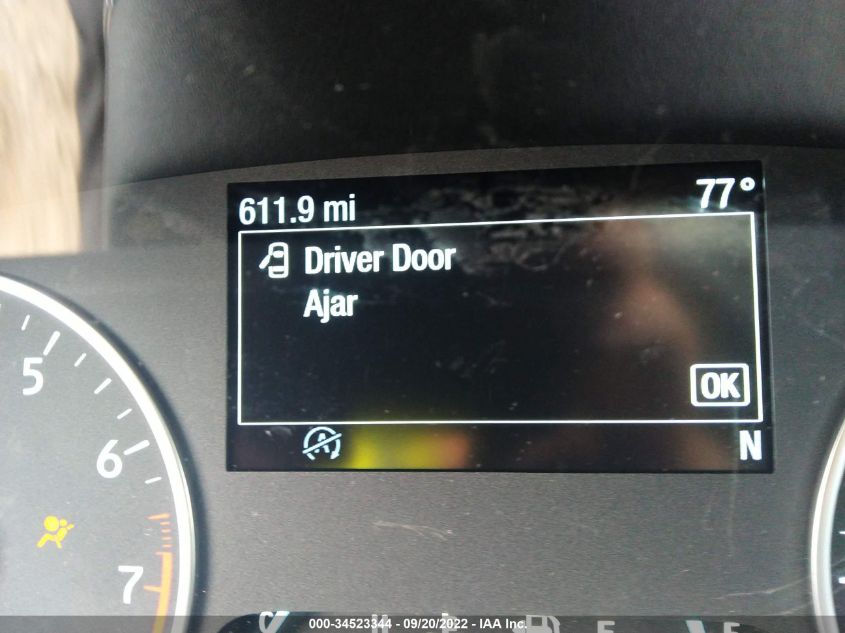 611.9 mi
77°
Driver Door
Ajar
OK
N
5
6
7
000-34523344 - 09/20/2022 - IAA Inc.